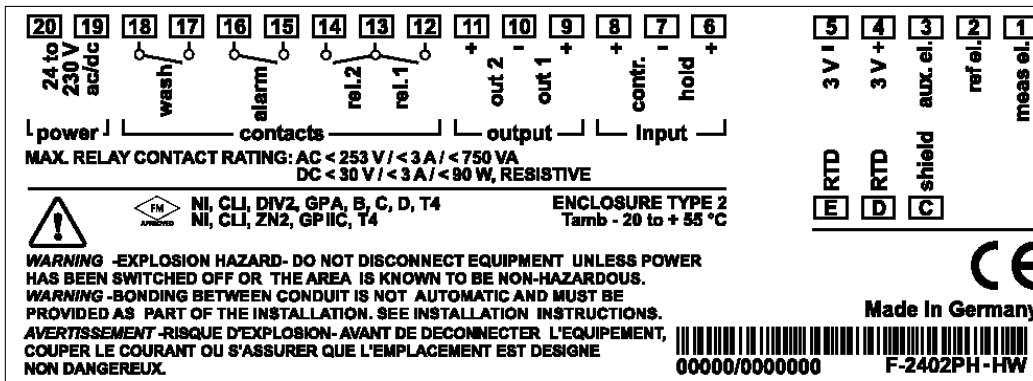 20 19 18 17 16 15 14 13 12 11 10 9 8 7 6 5 4 3 2 1
24 to
230 V
ac/dc
wash
alarm
rel.2
rel.1
+ - + + - +
out 2
out 1
contr.
hold
3 V -
3 V +
aux. el.
ref el.
meas el.
power contacts output Input
RTD
RTD
shield
E D C
MAX. RELAY CONTACT RATING: AC < 253 V / < 3 A / < 750 VA
DC < 30 V / < 3 A / < 90 W, RESISTIVE
FM
APPROVED
NI, CLI, DIV2, GPA, B, C, D, T4
NI, CLI, ZN2, GPIIC, T4
ENCLOSURE TYPE 2
Tamb - 20 to + 55 °C
WARNING -EXPLOSION HAZARD- DO NOT DISCONNECT EQUIPMENT UNLESS POWER
HAS BEEN SWITCHED OFF OR THE AREA IS KNOWN TO BE NON-HAZARDOUS.
WARNING -BONDING BETWEEN CONDUIT IS NOT AUTOMATIC AND MUST BE
PROVIDED AS PART OF THE INSTALLATION. SEE INSTALLATION INSTRUCTIONS.
AVERTISSEMENT -RISQUE D'EXPLOSION- AVANT DE DECONNECTER L'EQUIPEMENT,
COUPER LE COURANT OU S'ASSURER QUE L'EMPLACEMENT EST DESIGNE
NON DANGEREUX.
CE
Made In Germany
00000/0000000 F-2402PH-HW